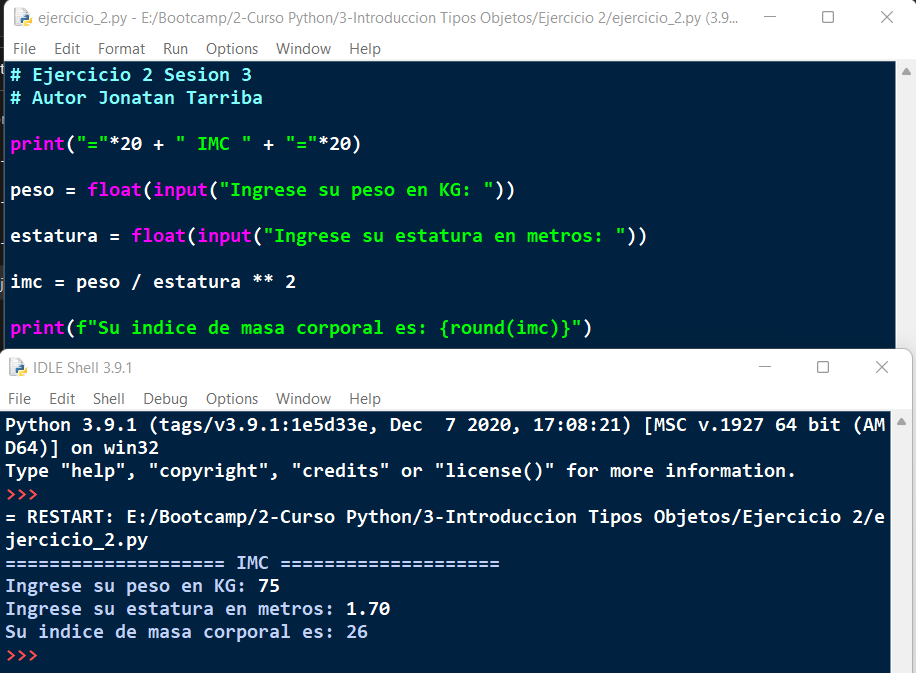 ejercicio_2.py - E:/Bootcamp/2-Curso Python/3-Introduccion Tipos Objetos/Ejercicio 2/ejercicio_2.py (3.9...
File Edit Format Run Options Window Help
# Ejercicio 2 Sesion 3
# Autor Jonatan Tarriba
print("="*20 + " IMC " + "="*20)
peso = float(input("Ingrese su peso en KG: "))
estatura = float(input("Ingrese su estatura en metros: "))
imc = peso / estatura ** 2
print(f"Su indice de masa corporal es: {round(imc)}")
IDLE Shell 3.9.1
File Edit Shell Debug Options Window Help
Python 3.9.1 (tags/v3.9.1:1e5d33e, Dec  7 2020, 17:08:21) [MSC v.1927 64 bit (AM
D64)] on win32
Type "help", "copyright", "credits" or "license()" for more information.
>>>
= RESTART: E:/Bootcamp/2-Curso Python/3-Introduccion Tipos Objetos/Ejercicio 2/e
jercicio_2.py
==================== IMC ====================
Ingrese su peso en KG: 75
Ingrese su estatura en metros: 1.70
Su indice de masa corporal es: 26
>>>